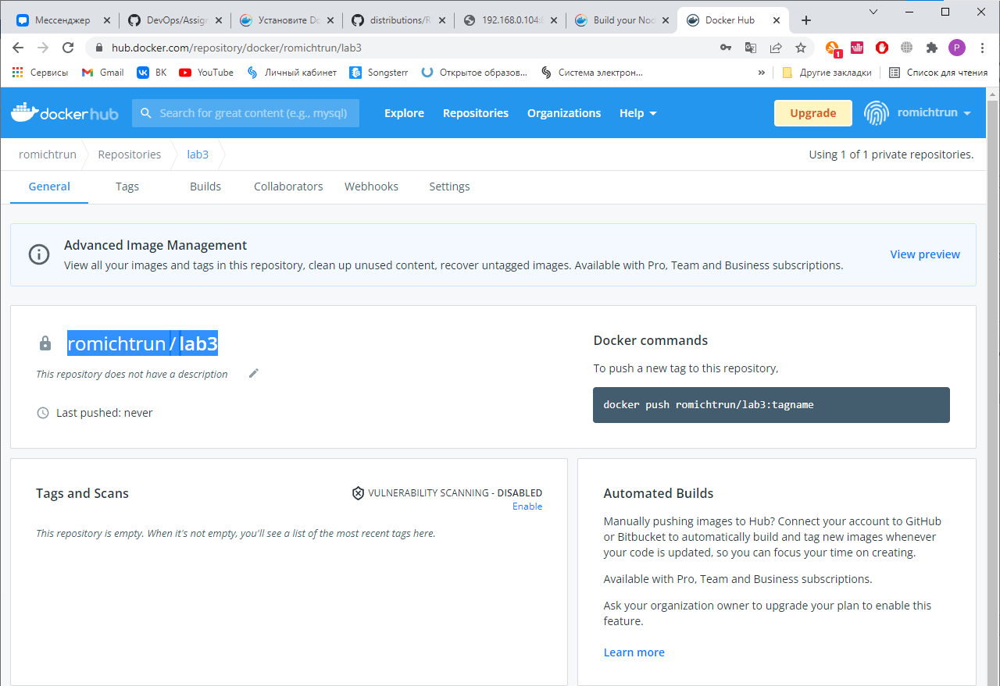 Мессенджер
DevOps/Assig
Установите Do
distributions/R
192.168.0.104:8
Build your Nod
Docker Hub
hub.docker.com/repository/docker/romichtrun/lab3
1
P
Сервисы
Gmail
ВК
YouTube
Личный кабинет
Songsterr
Открытое образов...
Система электрон...
»
Другие закладки
Список для чтения
dockerhub
Search for great content (e.g., mysql)
Explore
Repositories
Organizations
Help
Upgrade
romichtrun
romichtrun
Repositories
lab3
Using 1 of 1 private repositories.
General
Tags
Builds
Collaborators
Webhooks
Settings
Advanced Image Management
View all your images and tags in this repository, clean up unused content, recover untagged images. Available with Pro, Team and Business subscriptions.
View preview
romichtrun / lab3
This repository does not have a description
Last pushed: never
Docker commands
To push a new tag to this repository,
docker push romichtrun/lab3:tagname
Tags and Scans
VULNERABILITY SCANNING - DISABLED
Enable
This repository is empty. When it's not empty, you'll see a list of the most recent tags here.
Automated Builds
Manually pushing images to Hub? Connect your account to GitHub
or Bitbucket to automatically build and tag new images whenever
your code is updated, so you can focus your time on creating.
Available with Pro, Team and Business subscriptions.
Ask your organization owner to upgrade your plan to enable this
feature.
Learn more